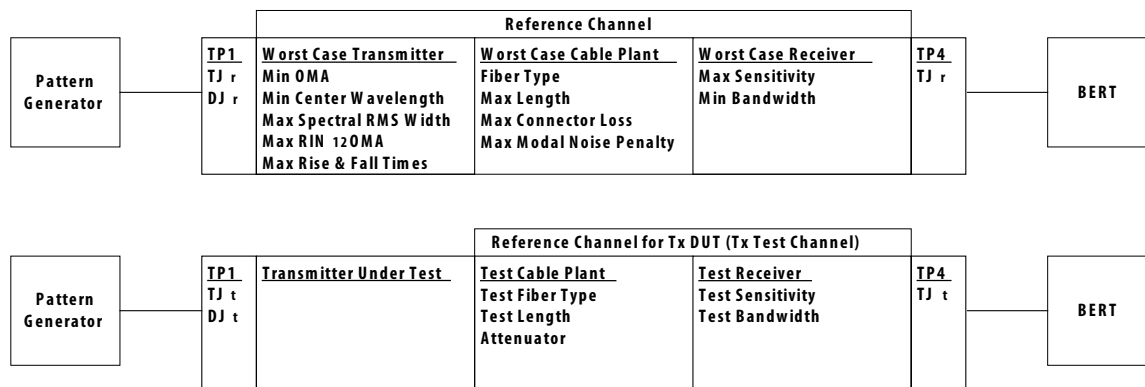 Reference Channel
Pattern
Generator
TP1
TJ r
DJ r
Worst Case Transmitter
Min OMA
Min Center Wavelength
Max Spectral RMS Width
Max RIN 12OMA
Max Rise & Fall Times
Worst Case Cable Plant
Fiber Type
Max Length
Max Connector Loss
Max Modal Noise Penalty
Worst Case Receiver
Max Sensitivity
Min Bandwidth
TP4
TJ r
BERT
Reference Channel for Tx DUT (Tx Test Channel)
Pattern
Generator
TP1
TJ t
DJ t
Transmitter Under Test
Test Cable Plant
Test Fiber Type
Test Length
Attenuator
Test Receiver
Test Sensitivity
Test Bandwidth
TP4
TJ t
BERT